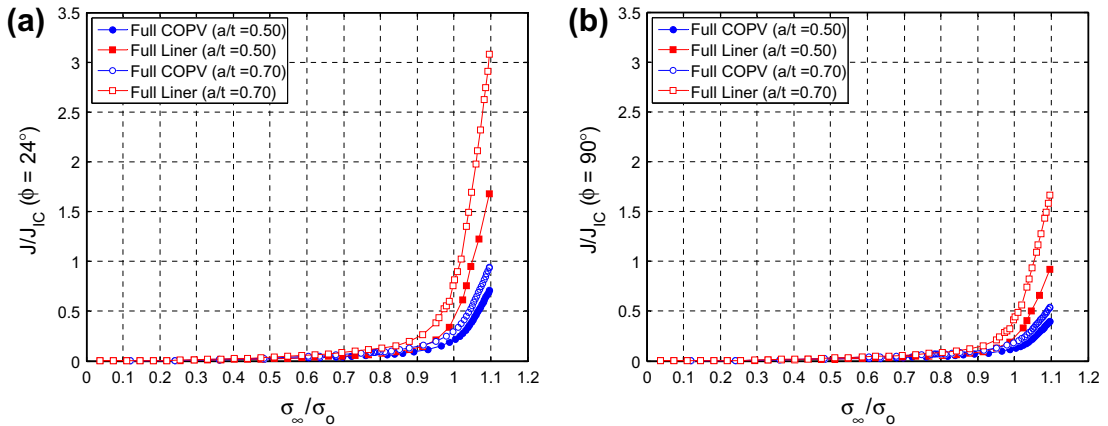 (a)
Full COPV (a/t =0.50)
Full Liner (a/t=0.50)
Full COPV (a/t =0.70)
Full Liner (a/t=0.70)
3.5
3
2.5
2
1.5
1
0.5
0
J/J_IC (ϕ = 24°)
0 0.1 0.2 0.3 0.4 0.5 0.6 0.7 0.8 0.9 1 1.1 1.2
σ_∞/σ_o
(b)
Full COPV (a/t =0.50)
Full Liner (a/t =0.50)
Full COPV (a/t =0.70)
Full Liner (a/t =0.70)
3.5
3
2.5
2
1.5
1
0.5
0
J/J_IC (ϕ = 90°)
0 0.1 0.2 0.3 0.4 0.5 0.6 0.7 0.8 0.9 1 1.1 1.2
σ_∞/σ_o